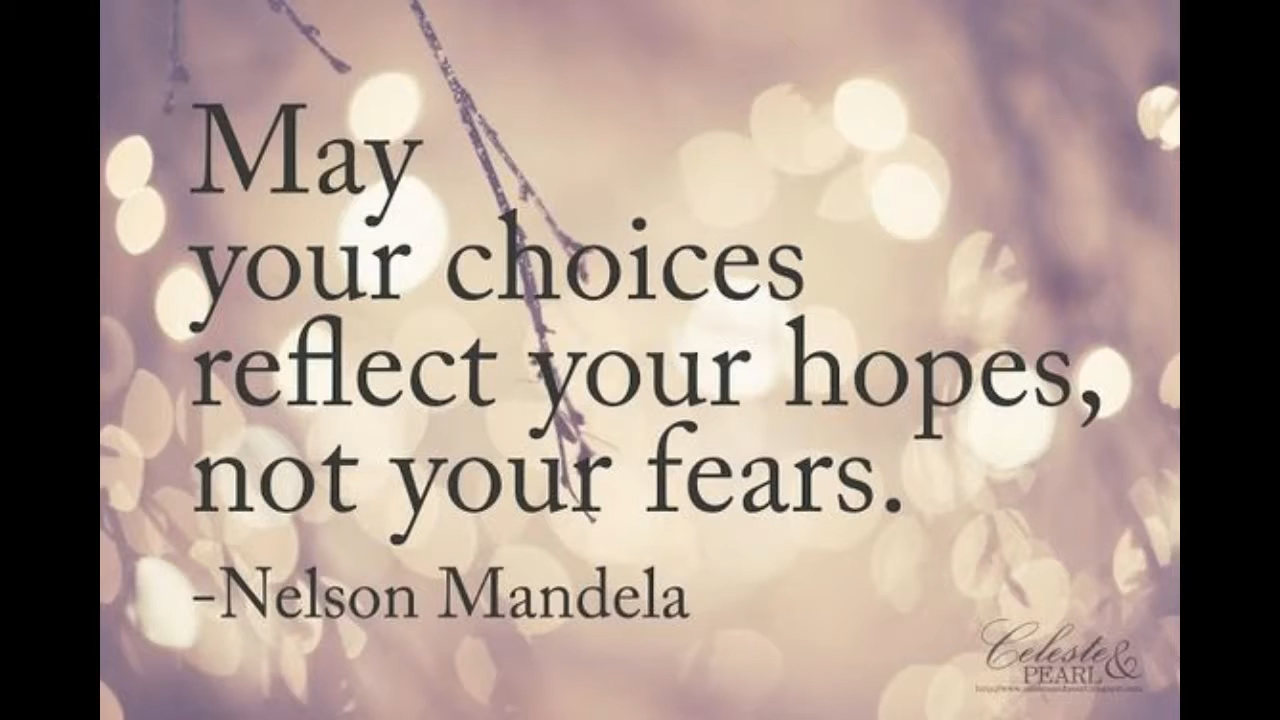 May
your choices
reflect your hopes,
not your fears.
-Nelson Mandela
Celeste &
PEARL